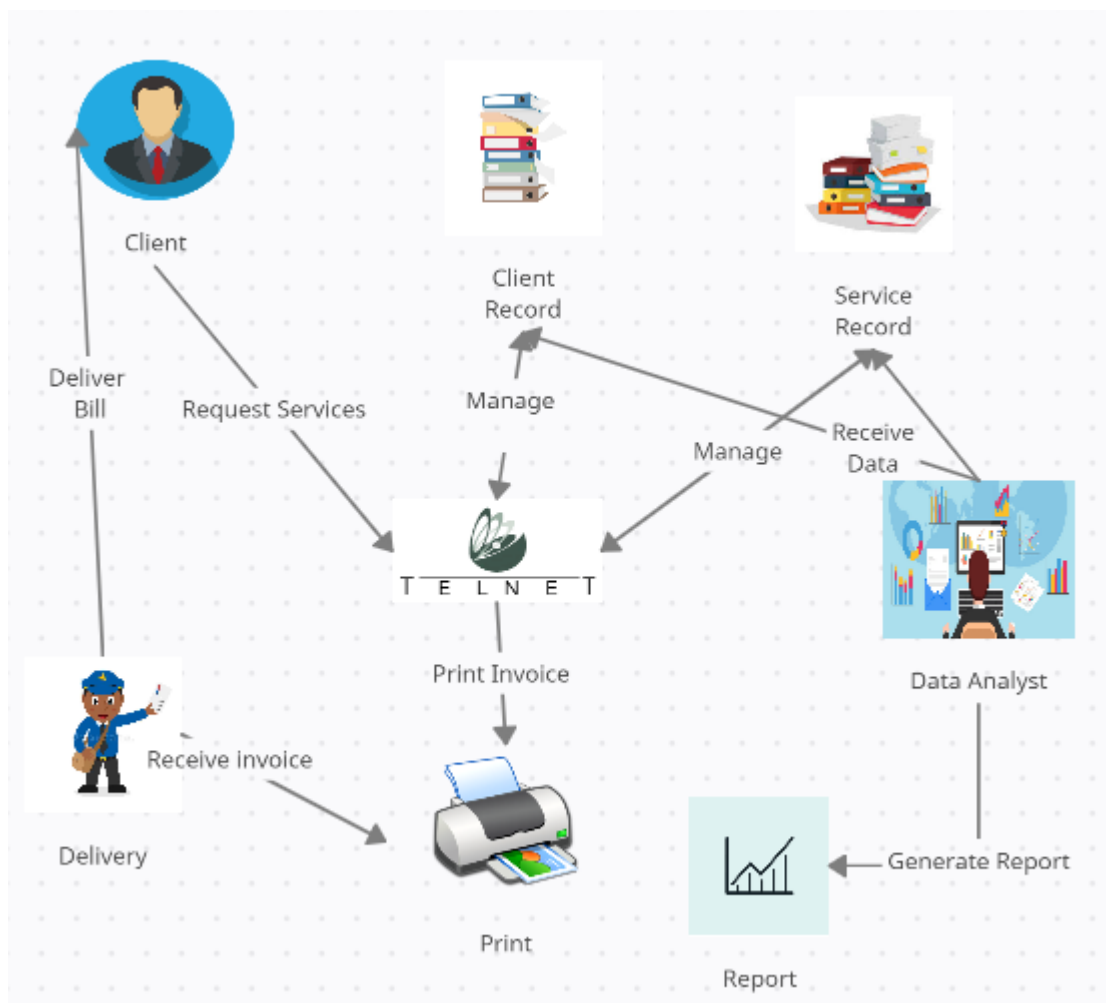 Client
Client
Record
Service
Record
Deliver
Bill
Request Services
Manage
Manage
Receive
Data
TELNET
Print Invoice
Data Analyst
Receive invoice
Delivery
Generate Report
Print
Report